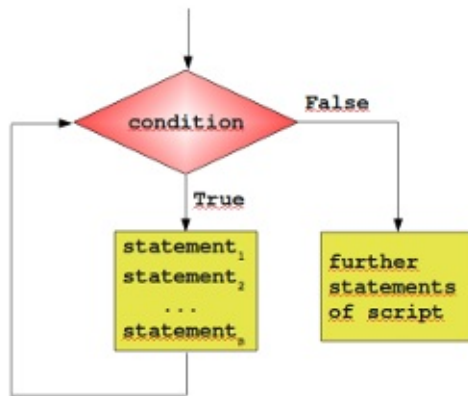 condition
False
True
statement₁
statement₂
...
statementₙ
further
statements
of script